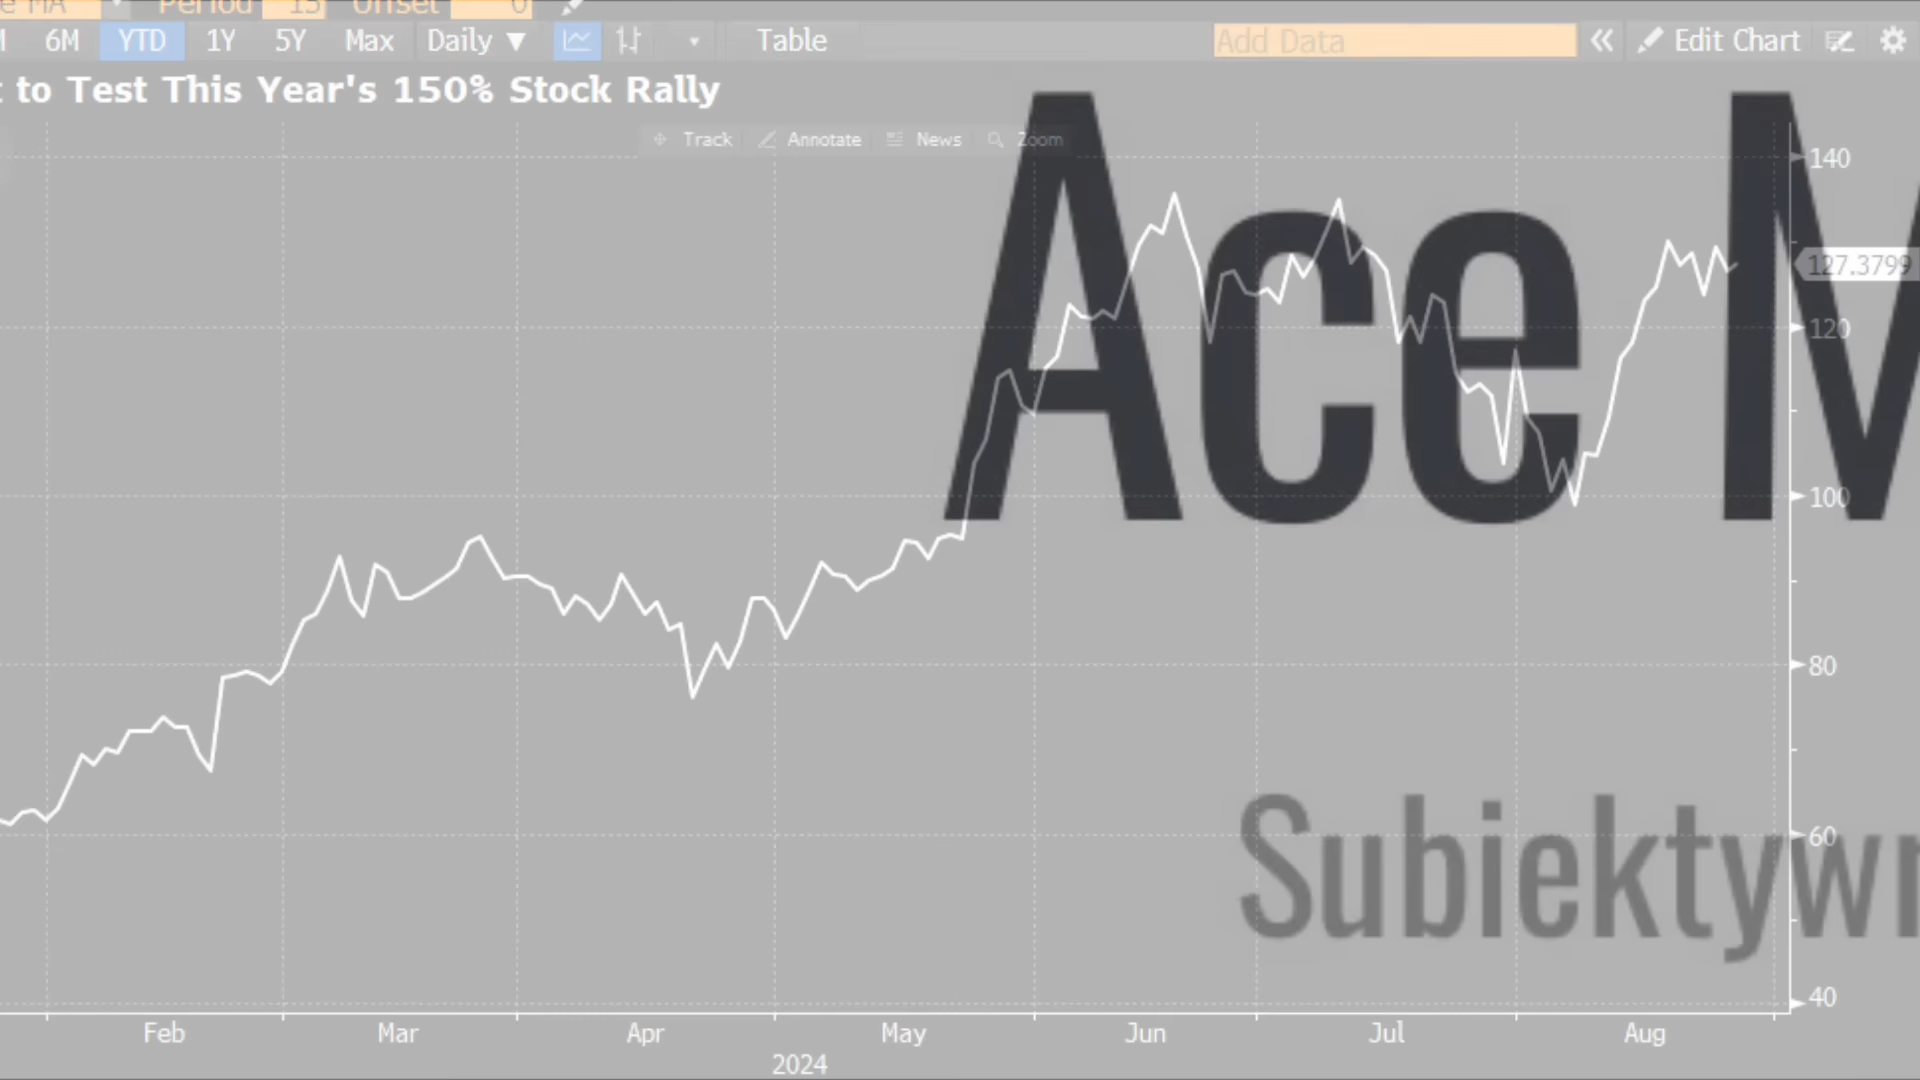 Period 15 Offset 0
6M YTD 1Y 5Y Max Daily ▼ Table Add Data « Edit Chart
to Test This Year's 150% Stock Rally
Track Annotate News Zoom
Ace
140
127.3799
120
100
80
60
40
Feb Mar Apr May Jun Jul Aug
2024